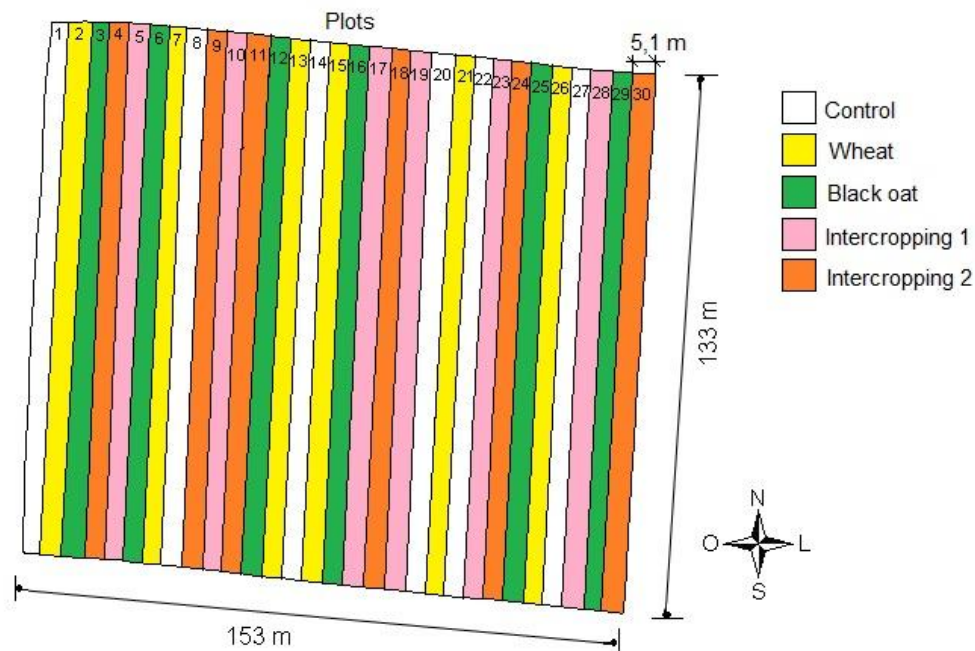 Plots
5,1 m
1 2 3 4 5 6 7 8 9 10 11 12 13 14 15 16 17 18 19 20 21 22 23 24 25 26 27 28 29 30
Control
Wheat
Black oat
Intercropping 1
Intercropping 2
133 m
N
O L
S
153 m